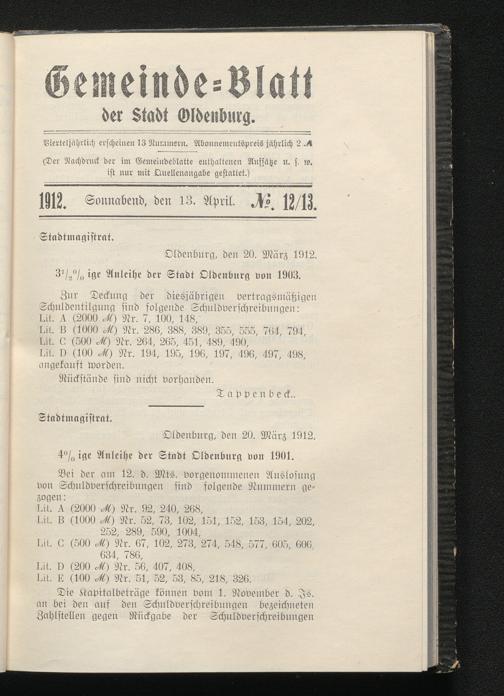 Gemeinde-Blatt
der Stadt Oldenburg.
Vierteljährlich erscheinen 13 Nummern. Abonnementspreis jährlich 2 ℳ
(Der Nachdruck der im Gemeindeblatte enthaltenen Aufsätze u. s. w.
ist nur mit Quellenangabe gestattet.)
1912. Sonnabend, den 13. April. №. 12/13.
Stadtmagistrat.
Oldenburg, den 20. März 1912.
3½% ige Anleihe der Stadt Oldenburg von 1903.
Zur Deckung der diesjährigen vertragsmäßigen
Schuldentilgung sind folgende Schuldverschreibungen:
Lit. A (2000 ℳ) Nr. 7, 100, 148,
Lit. B (1000 ℳ) Nr. 286, 388, 389, 355, 555, 764, 794,
Lit. C (500 ℳ) Nr. 264, 265, 451, 489, 490,
Lit. D (100 ℳ) Nr. 194, 195, 196, 197, 496, 497, 498,
angekauft worden.
Rückstände sind nicht vorhanden.
Tappenbeck.
Stadtmagistrat.
Oldenburg, den 20. März 1912.
4% ige Anleihe der Stadt Oldenburg von 1901.
Bei der am 12. d. Mts. vorgenommenen Auslosung
von Schuldverschreibungen sind folgende Nummern ge-
zogen:
Lit. A (2000 ℳ) Nr. 92, 240, 268,
Lit. B (1000 ℳ) Nr. 52, 73, 102, 151, 152, 153, 154, 202,
252, 289, 590, 1004,
Lit. C (500 ℳ) Nr. 67, 102, 273, 274, 548, 577, 605, 606,
634, 786,
Lit. D (200 ℳ) Nr. 56, 407, 408,
Lit. E (100 ℳ) Nr. 51, 52, 53, 85, 218, 326.
Die Kapitalbeträge können vom 1. November d. Js.
an bei den auf den Schuldverschreibungen bezeichneten
Zahlstellen gegen Rückgabe der Schuldverschreibungen